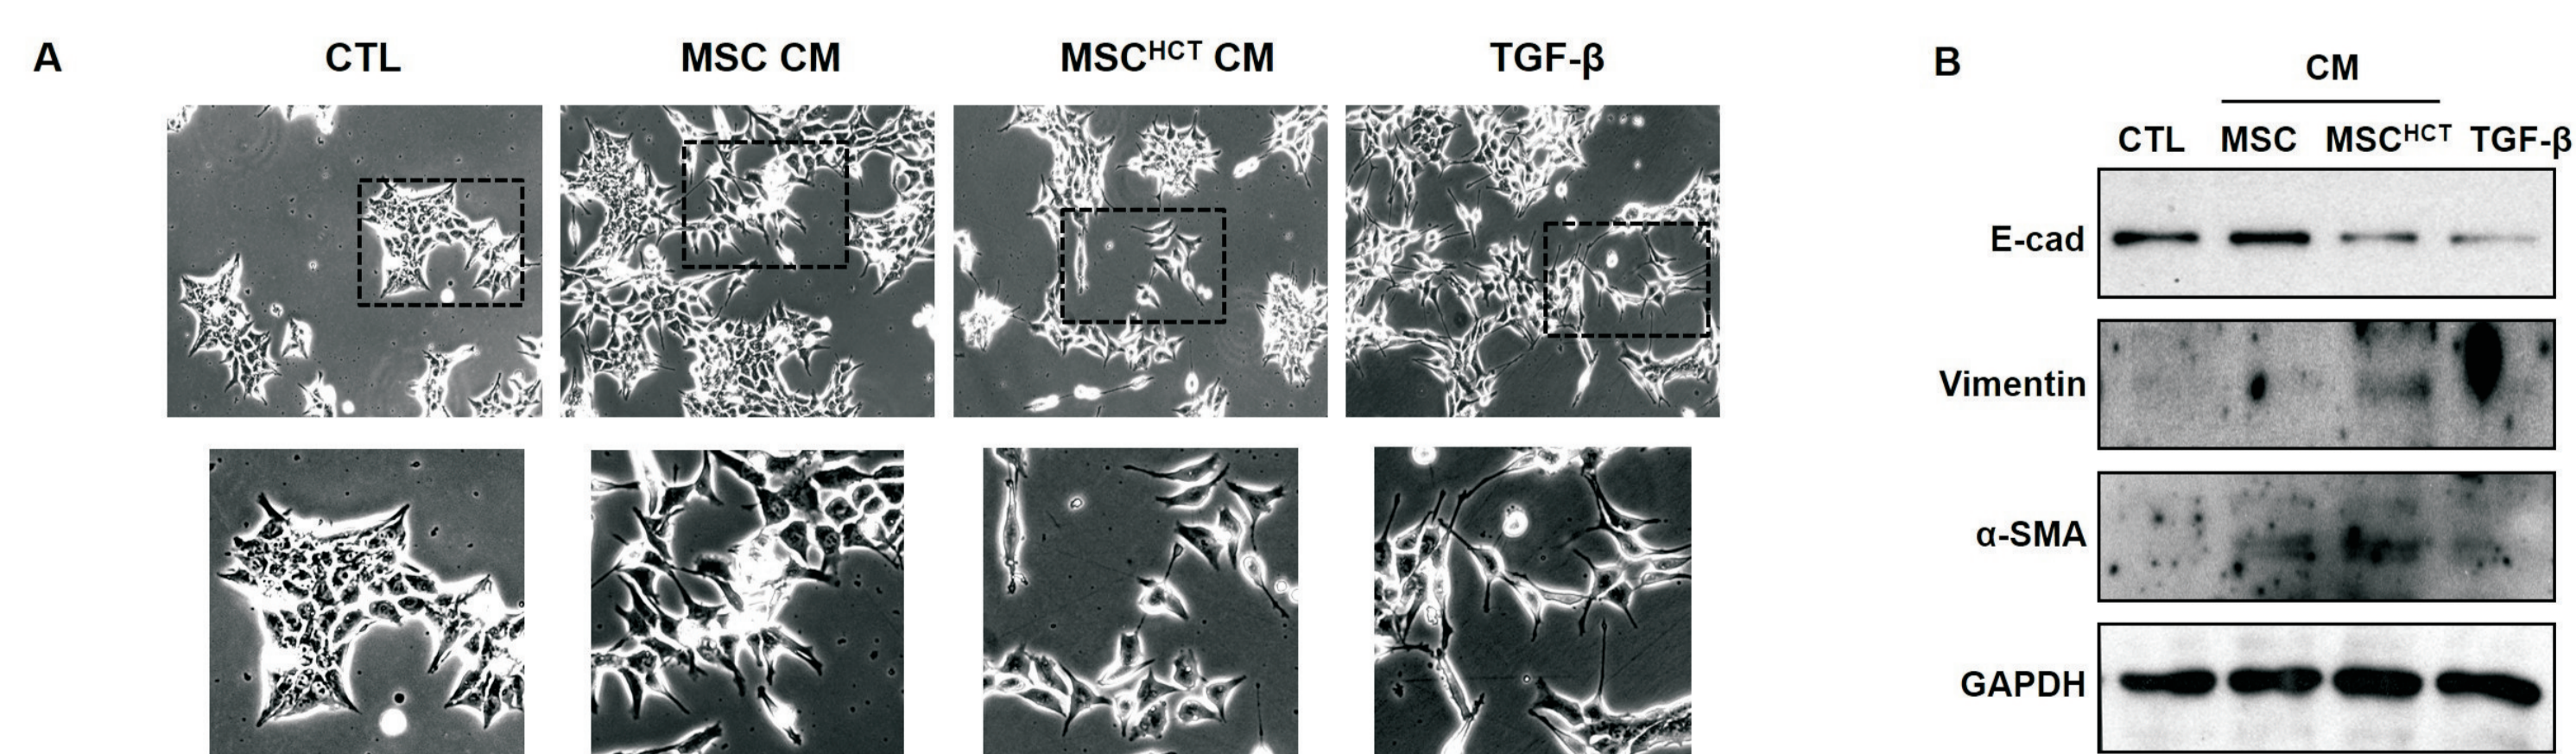 A
CTL MSC CM MSCᴴᶜᵀ CM TGF-β
B
CM
CTL MSC MSCᴴᶜᵀ TGF-β
E-cad
Vimentin
α-SMA
GAPDH